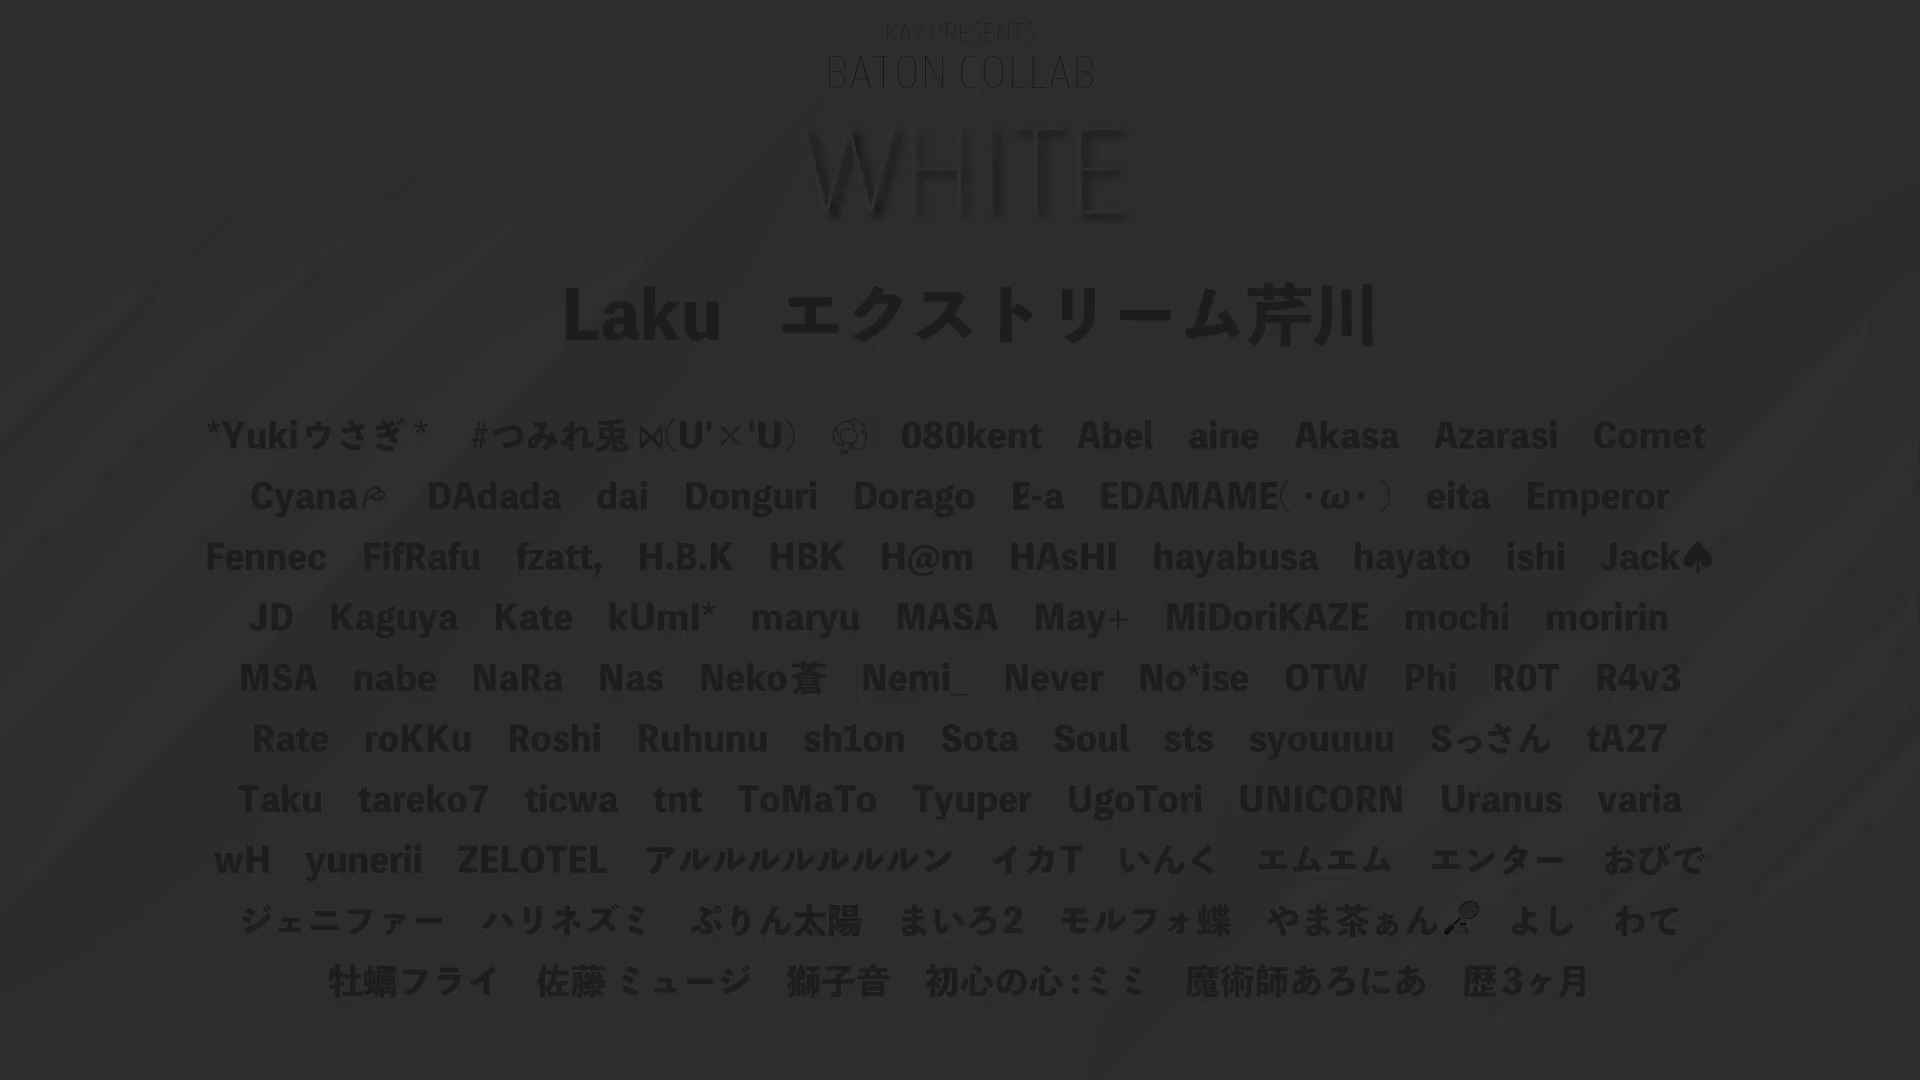 KAY PRESENTS
BATON COLLAB
WHITE
Laku エクストリーム芹川
*Yukiウさぎ* #つみれ兎⋈(U'×'U) 080kent Abel aine Akasa Azarasi Comet
Cyana DAdada dai Donguri Dorago E-a EDAMAME(・ω・) eita Emperor
Fennec FifRafu fzatt, H.B.K HBK H@m HAsHI hayabusa hayato ishi Jack♠
JD Kaguya Kate kUmI* maryu MASA May+ MiDoriKAZE mochi moririn
MSA nabe NaRa Nas Neko蒼 Nemi_ Never No*ise OTW Phi R0T R4v3
Rate roKKu Roshi Ruhunu sh1on Sota Soul sts syouuuu Sっさん tA27
Taku tareko7 ticwa tnt ToMaTo Tyuper UgoTori UNICORN Uranus varia
wH yunerii ZELOTEL アルルルルルルルン イカT いんく エムエム エンター おびで
ジェニファー ハリネズミ ぷりん太陽 まいろ2 モルフォ蝶 やま茶ぁん よし わて
牡蠣フライ 佐藤ミュージ 獅子音 初心の心:ミミ 魔術師あろにあ 歴3ヶ月